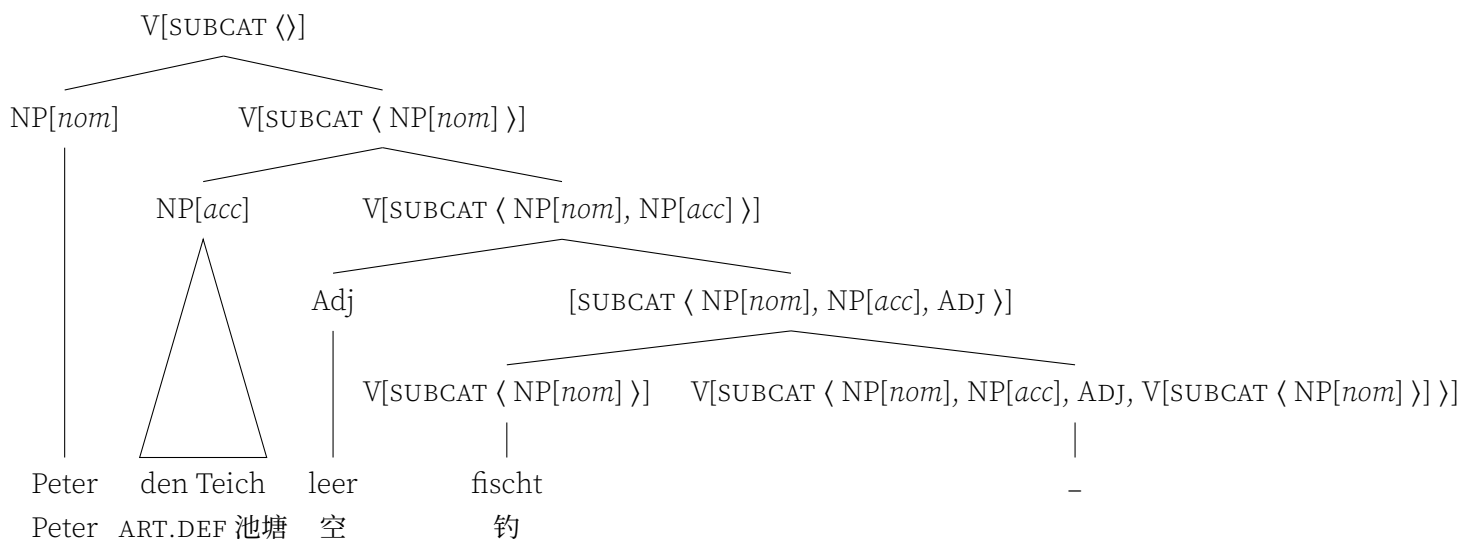 V[SUBCAT ⟨⟩]
NP[nom] V[SUBCAT ⟨ NP[nom] ⟩]
NP[acc] V[SUBCAT ⟨ NP[nom], NP[acc] ⟩]
Adj [SUBCAT ⟨ NP[nom], NP[acc], ADJ ⟩]
V[SUBCAT ⟨ NP[nom] ⟩] V[SUBCAT ⟨ NP[nom], NP[acc], ADJ, V[SUBCAT ⟨ NP[nom] ⟩] ⟩]
Peter den Teich leer fischt _
Peter ART.DEF 池塘 空 钓